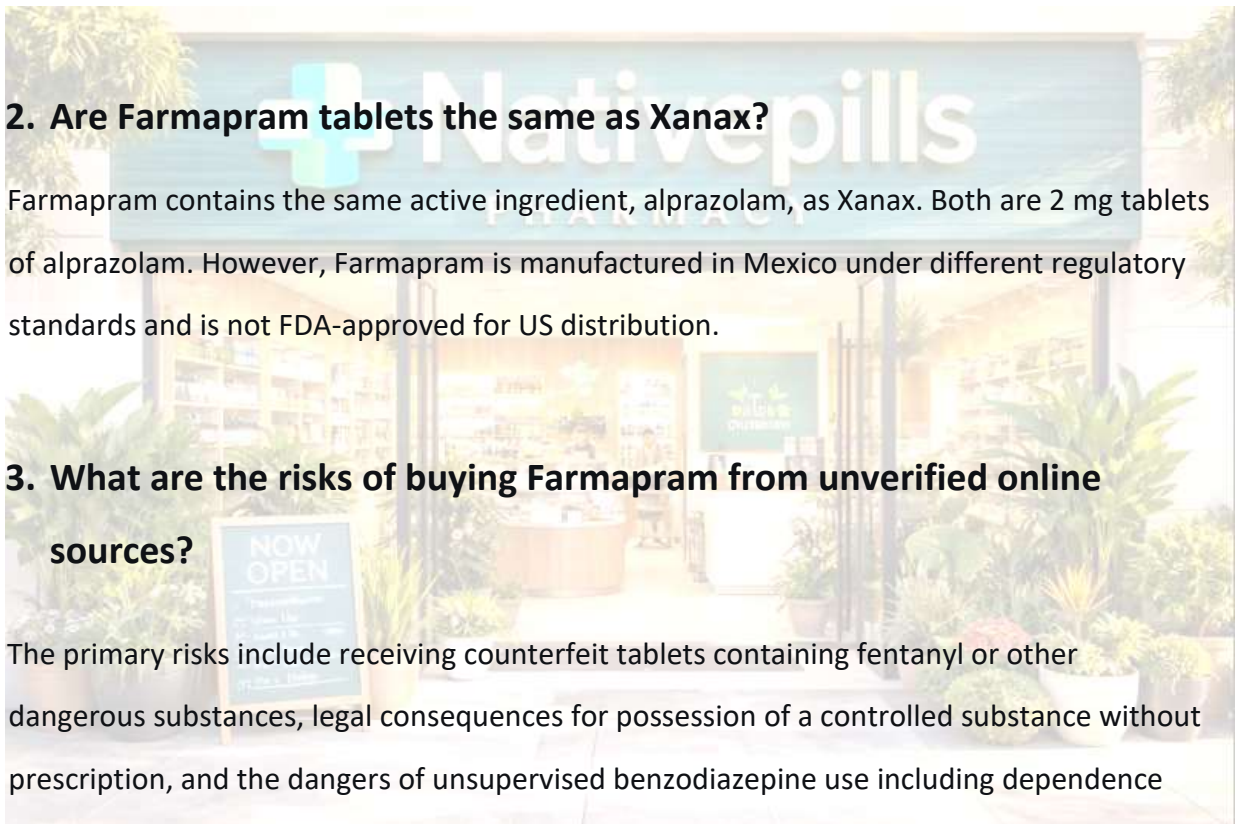 Nativepills
PHARMACY
2. Are Farmapram tablets the same as Xanax?
Farmapram contains the same active ingredient, alprazolam, as Xanax. Both are 2 mg tablets
of alprazolam. However, Farmapram is manufactured in Mexico under different regulatory
standards and is not FDA-approved for US distribution.
3. What are the risks of buying Farmapram from unverified online
sources?
NOW
OPEN
The primary risks include receiving counterfeit tablets containing fentanyl or other
dangerous substances, legal consequences for possession of a controlled substance without
prescription, and the dangers of unsupervised benzodiazepine use including dependence